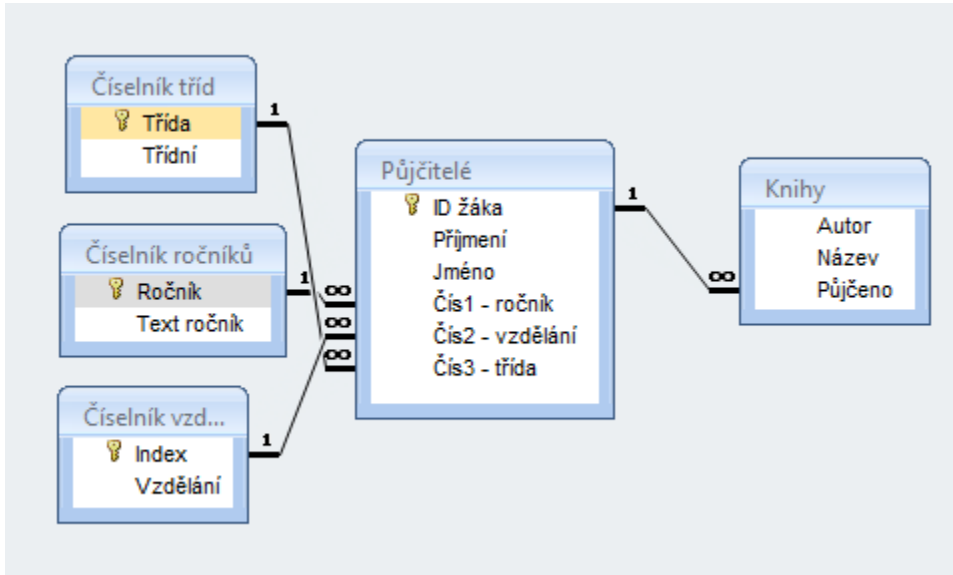 Číselník tříd
Třída
Třídní
1
Číselník ročníků
Ročník
Text ročník
1
Číselník vzd...
Index
Vzdělání
1
Půjčitelé
ID žáka
Příjmení
Jméno
Čís1 - ročník
Čís2 - vzdělání
Čís3 - třída
∞
∞
∞
1
∞
Knihy
Autor
Název
Půjčeno